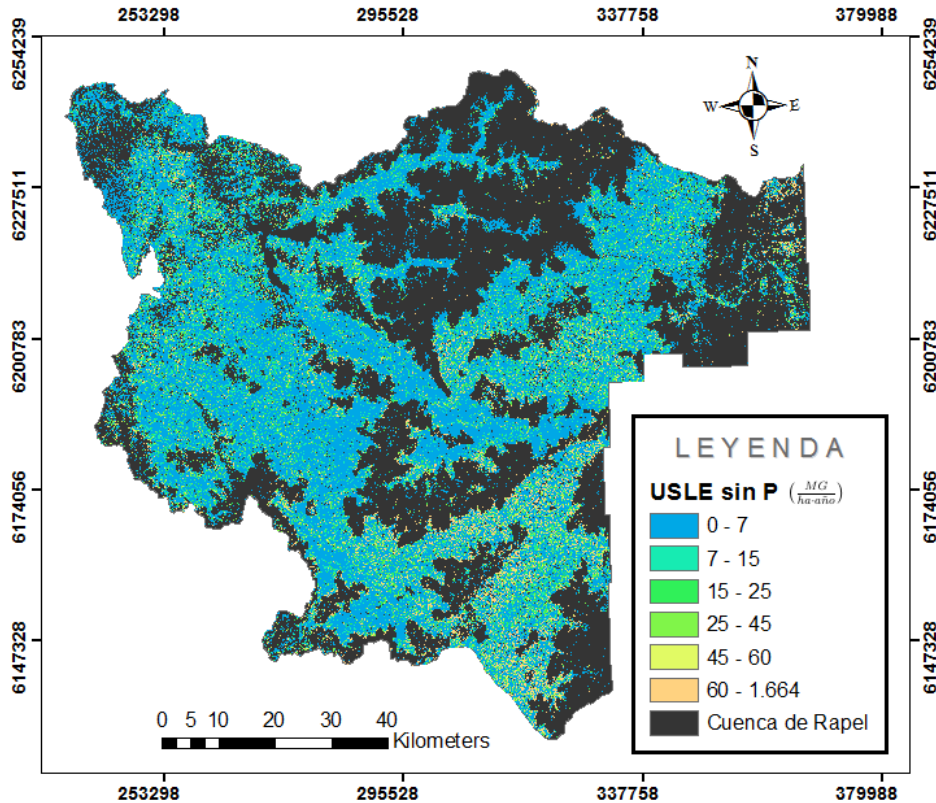 253298 295528 337758 379988
6254239
6227511
6200783
6174056
6147328
N
W E
S
6254239
6227511
6200783
6174056
6147328
LEYENDA
USLE sin P (MG/ha·año)
0 - 7
7 - 15
15 - 25
25 - 45
45 - 60
60 - 1.664
Cuenca de Rapel
0 5 10 20 30 40
Kilometers
253298 295528 337758 379988